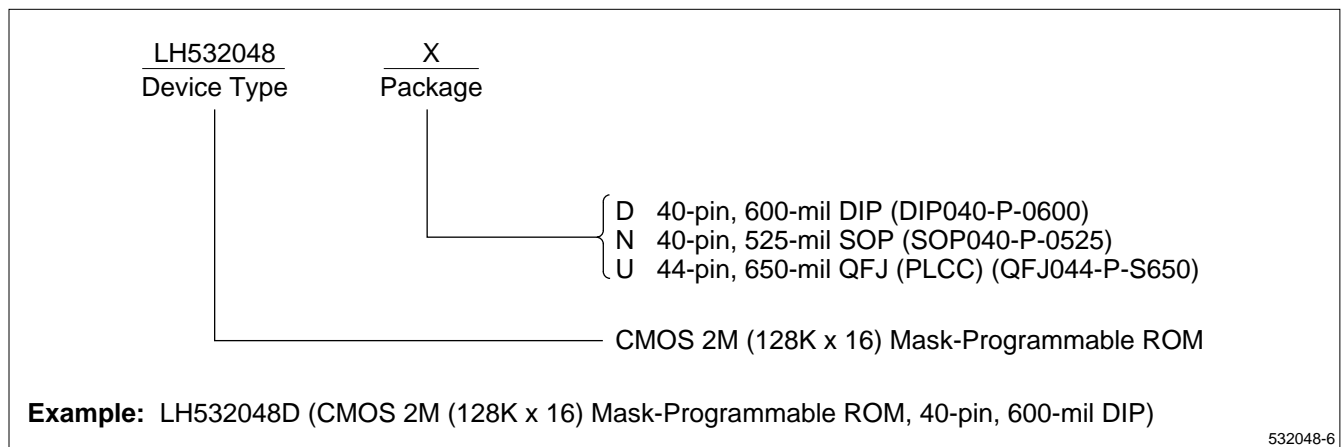 LH532048 X
Device Type Package
D 40-pin, 600-mil DIP (DIP040-P-0600)
N 40-pin, 525-mil SOP (SOP040-P-0525)
U 44-pin, 650-mil QFJ (PLCC) (QFJ044-P-S650)
CMOS 2M (128K x 16) Mask-Programmable ROM
Example: LH532048D (CMOS 2M (128K x 16) Mask-Programmable ROM, 40-pin, 600-mil DIP)
532048-6